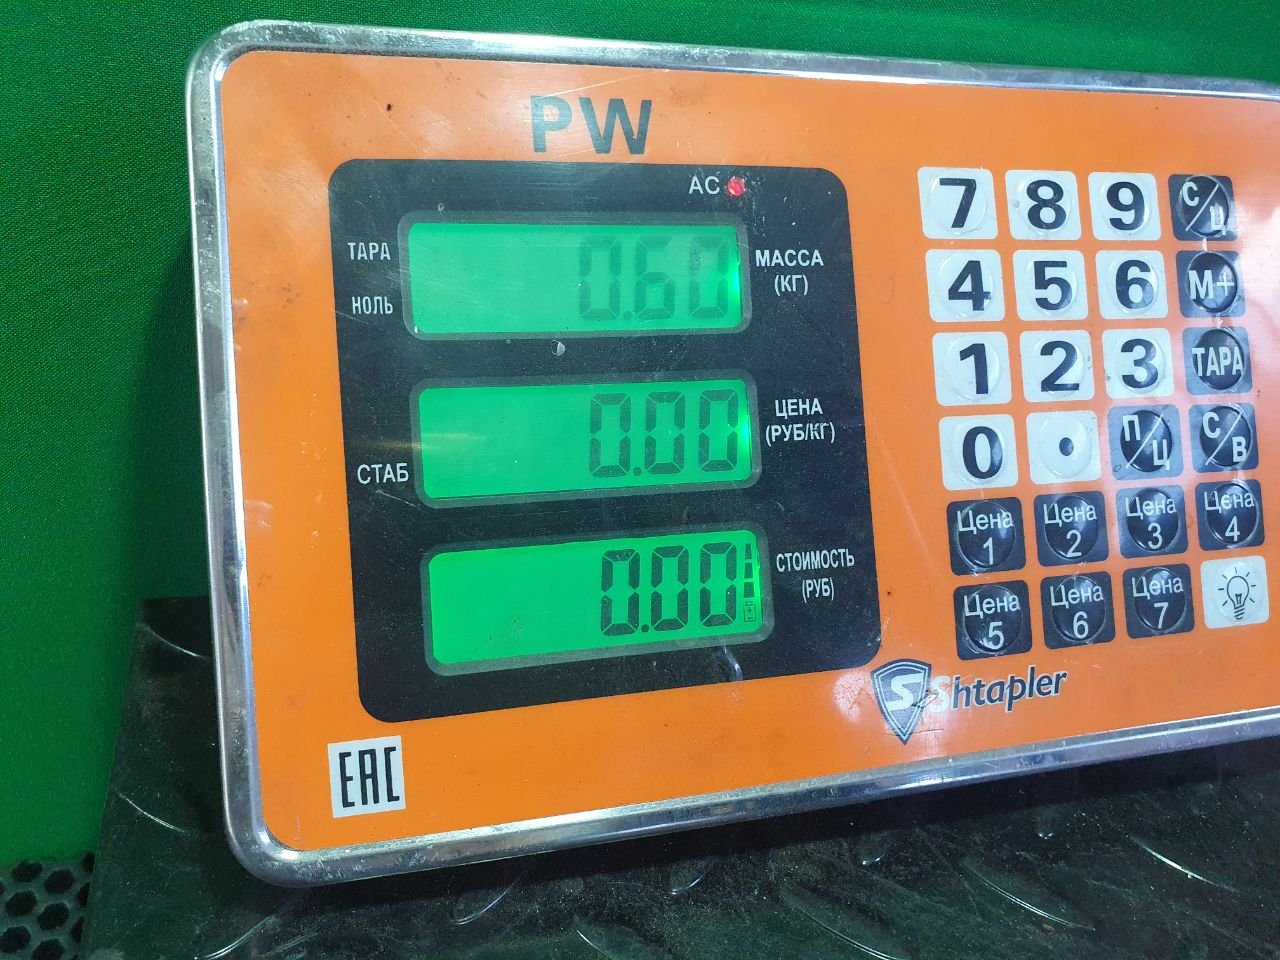 PW
AC
ТАРА
НОЛЬ
0.60
МАССА
(КГ)
СТАБ
0.00
ЦЕНА
(РУБ/КГ)
0.00
СТОИМОСТЬ
(РУБ)
7 8 9 С/Ц
4 5 6 М+
1 2 3 ТАРА
0 . П/Ц С/В
Цена 1 Цена 2 Цена 3 Цена 4
Цена 5 Цена 6 Цена 7
S Shtapler
EAC